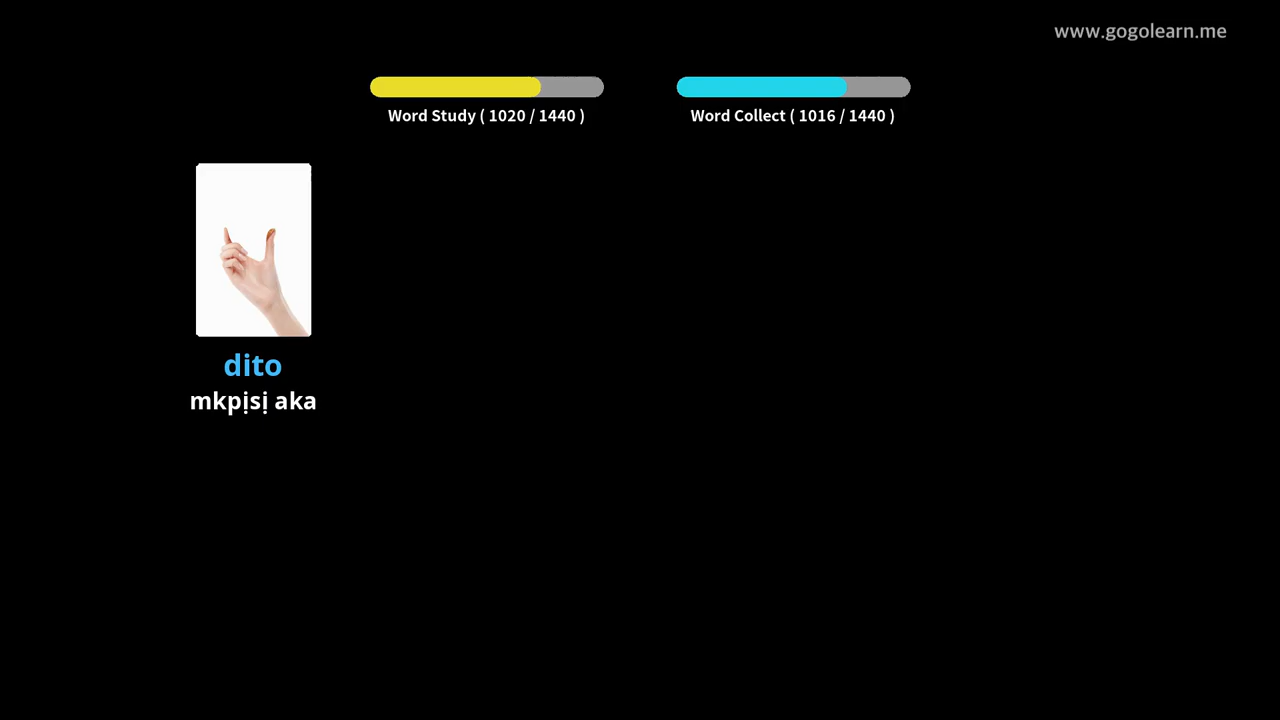 www.gogolearn.me
Word Study ( 1020 / 1440 )
Word Collect ( 1016 / 1440 )
dito
mkpịsị aka